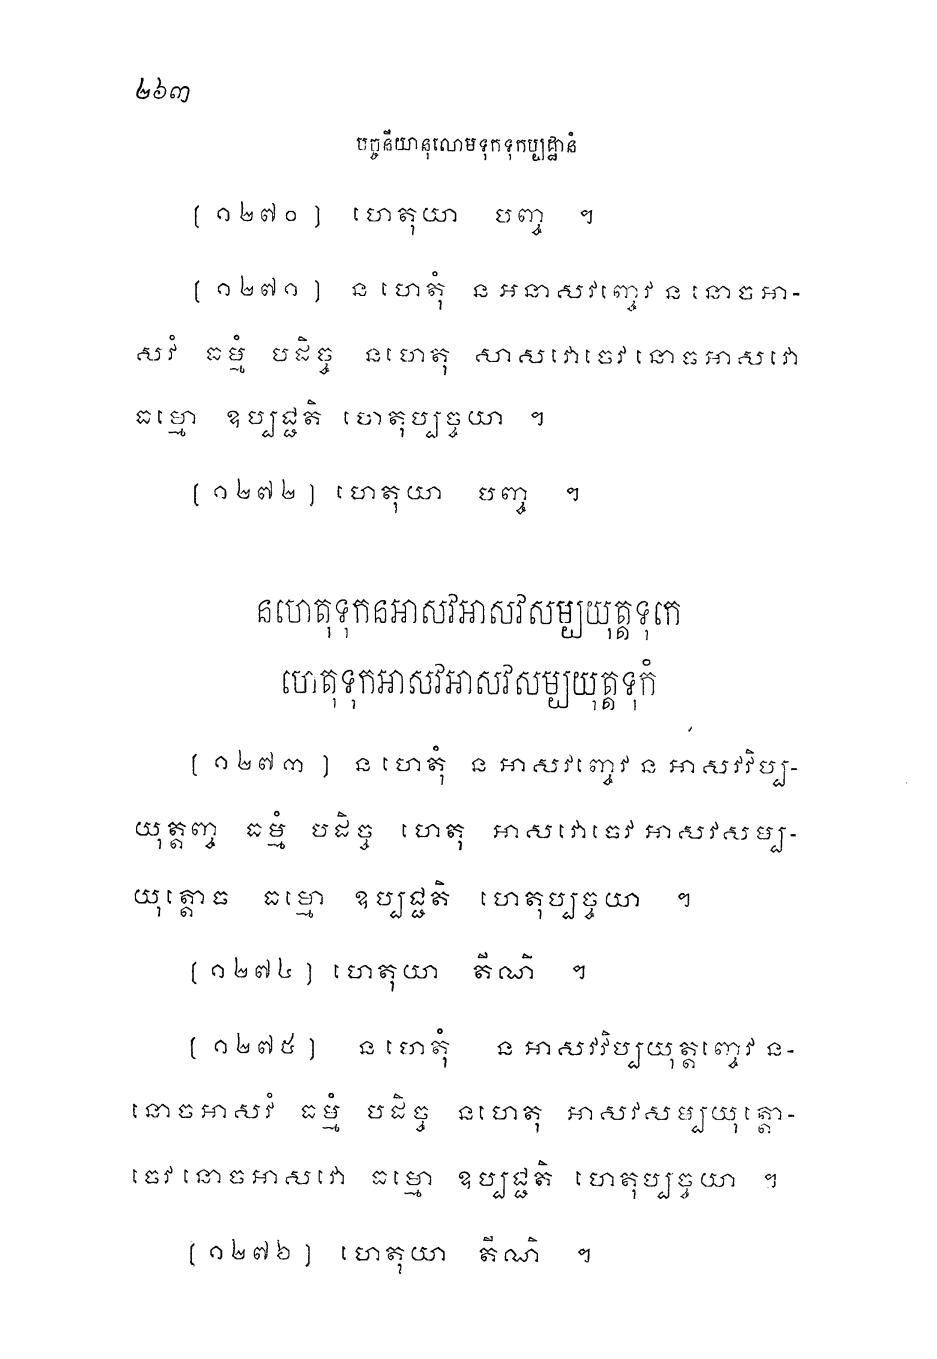 ២៦៣
បច្ចនីយានុលោមទុកទុកប្បដ្ឋានំ
[១២៧០] ហេតុយា បញ្ច ។
[១២៧១] ន ហេតុំ ន អនាសវញ្ចេវ ន នោចអា-
សវំ ធម្មំ បដិច្ច នហេតុ សាសវោចេវនោចអាសវោ
ធម្មោ ឧប្បជ្ជតិ ហេតុប្បច្ចយា ។
[១២៧២] ហេតុយា បញ្ច ។
នហេតុទុកនអាសវអាសវសម្បយុត្តទុកេ
ហេតុទុកអាសវអាសវសម្បយុត្តទុកំ
[១២៧៣] ន ហេតុំ ន អាសវញ្ចេវ ន អាសវវិប្ប-
យុត្តញ្ច ធម្មំ បដិច្ច ហេតុ អាសវោចេវ អាសវសម្ប-
យុត្តោច ធម្មោ ឧប្បជ្ជតិ ហេតុប្បច្ចយា ។
[១២៧៤] ហេតុយា តីណិ ។
[១២៧៥] ន ហេតុំ ន អាសវវិប្បយុត្តញ្ចេវ ន-
នោចអាសវំ ធម្មំ បដិច្ច នហេតុ អាសវសម្បយុត្តោ-
ចេវនោចអាសវោ ធម្មោ ឧប្បជ្ជតិ ហេតុប្បច្ចយា ។
[១២៧៦] ហេតុយា តីណិ ។